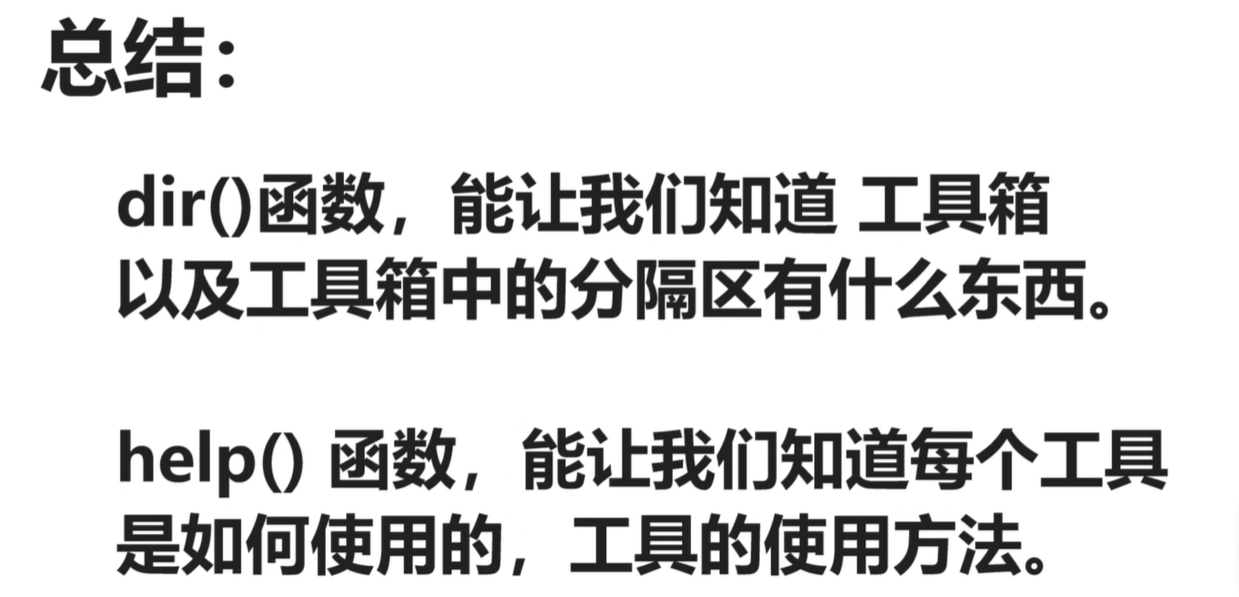 总结：
dir()函数，能让我们知道 工具箱
以及工具箱中的分隔区有什么东西。
help() 函数，能让我们知道每个工具
是如何使用的，工具的使用方法。